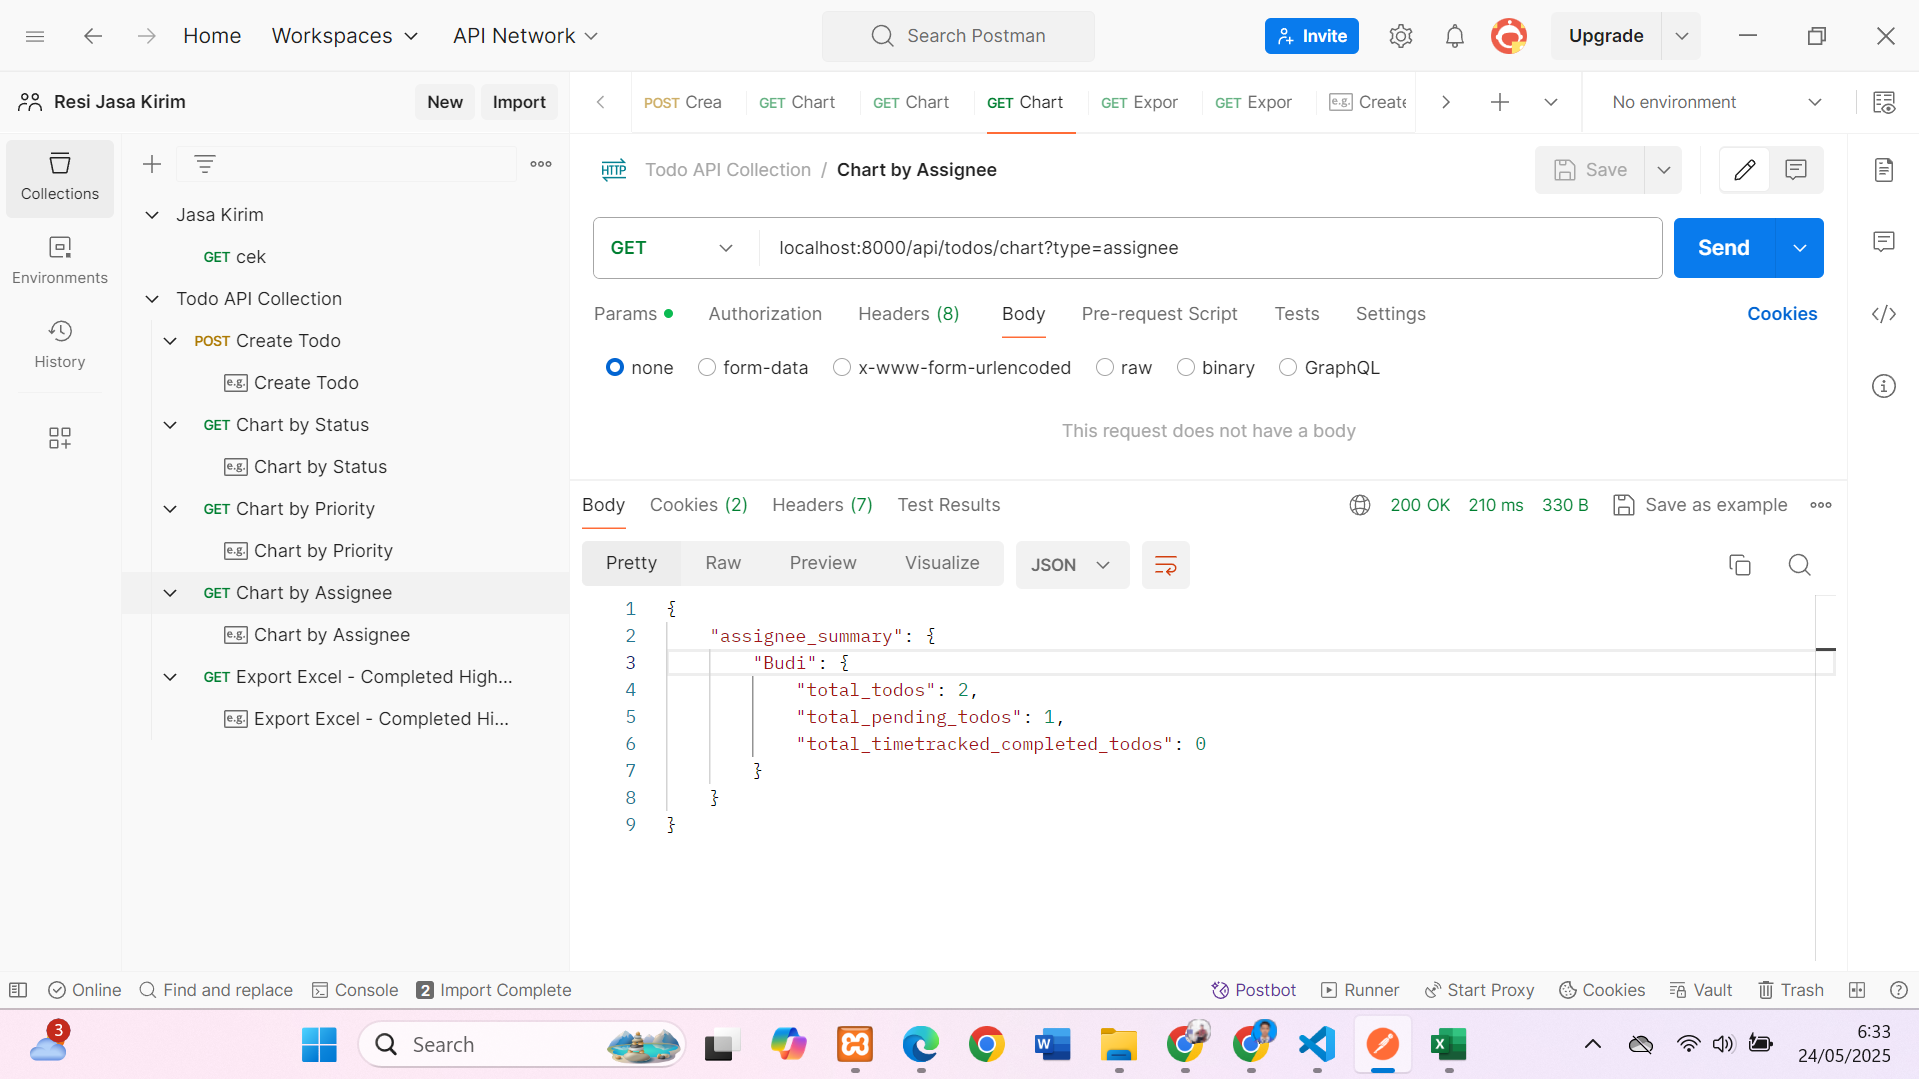 Home
Workspaces
API Network
Search Postman
Invite
Upgrade
Resi Jasa Kirim
New
Import
POST Crea
GET Chart
GET Chart
GET Chart
GET Expor
GET Expor
e.g. Create
No environment
Collections
Environments
History
Jasa Kirim
GET cek
Todo API Collection
POST Create Todo
e.g. Create Todo
GET Chart by Status
e.g. Chart by Status
GET Chart by Priority
e.g. Chart by Priority
GET Chart by Assignee
e.g. Chart by Assignee
GET Export Excel - Completed High...
e.g. Export Excel - Completed Hi...
HTTP Todo API Collection / Chart by Assignee
Save
GET
localhost:8000/api/todos/chart?type=assignee
Send
Params
Authorization
Headers (8)
Body
Pre-request Script
Tests
Settings
Cookies
none
form-data
x-www-form-urlencoded
raw
binary
GraphQL
This request does not have a body
Body
Cookies (2)
Headers (7)
Test Results
200 OK
210 ms
330 B
Save as example
Pretty
Raw
Preview
Visualize
JSON
1 {
2 "assignee_summary": {
3 "Budi": {
4 "total_todos": 2,
5 "total_pending_todos": 1,
6 "total_timetracked_completed_todos": 0
7 }
8 }
9 }
Online
Find and replace
Console
2 Import Complete
Postbot
Runner
Start Proxy
Cookies
Vault
Trash
3
Search
6:33
24/05/2025